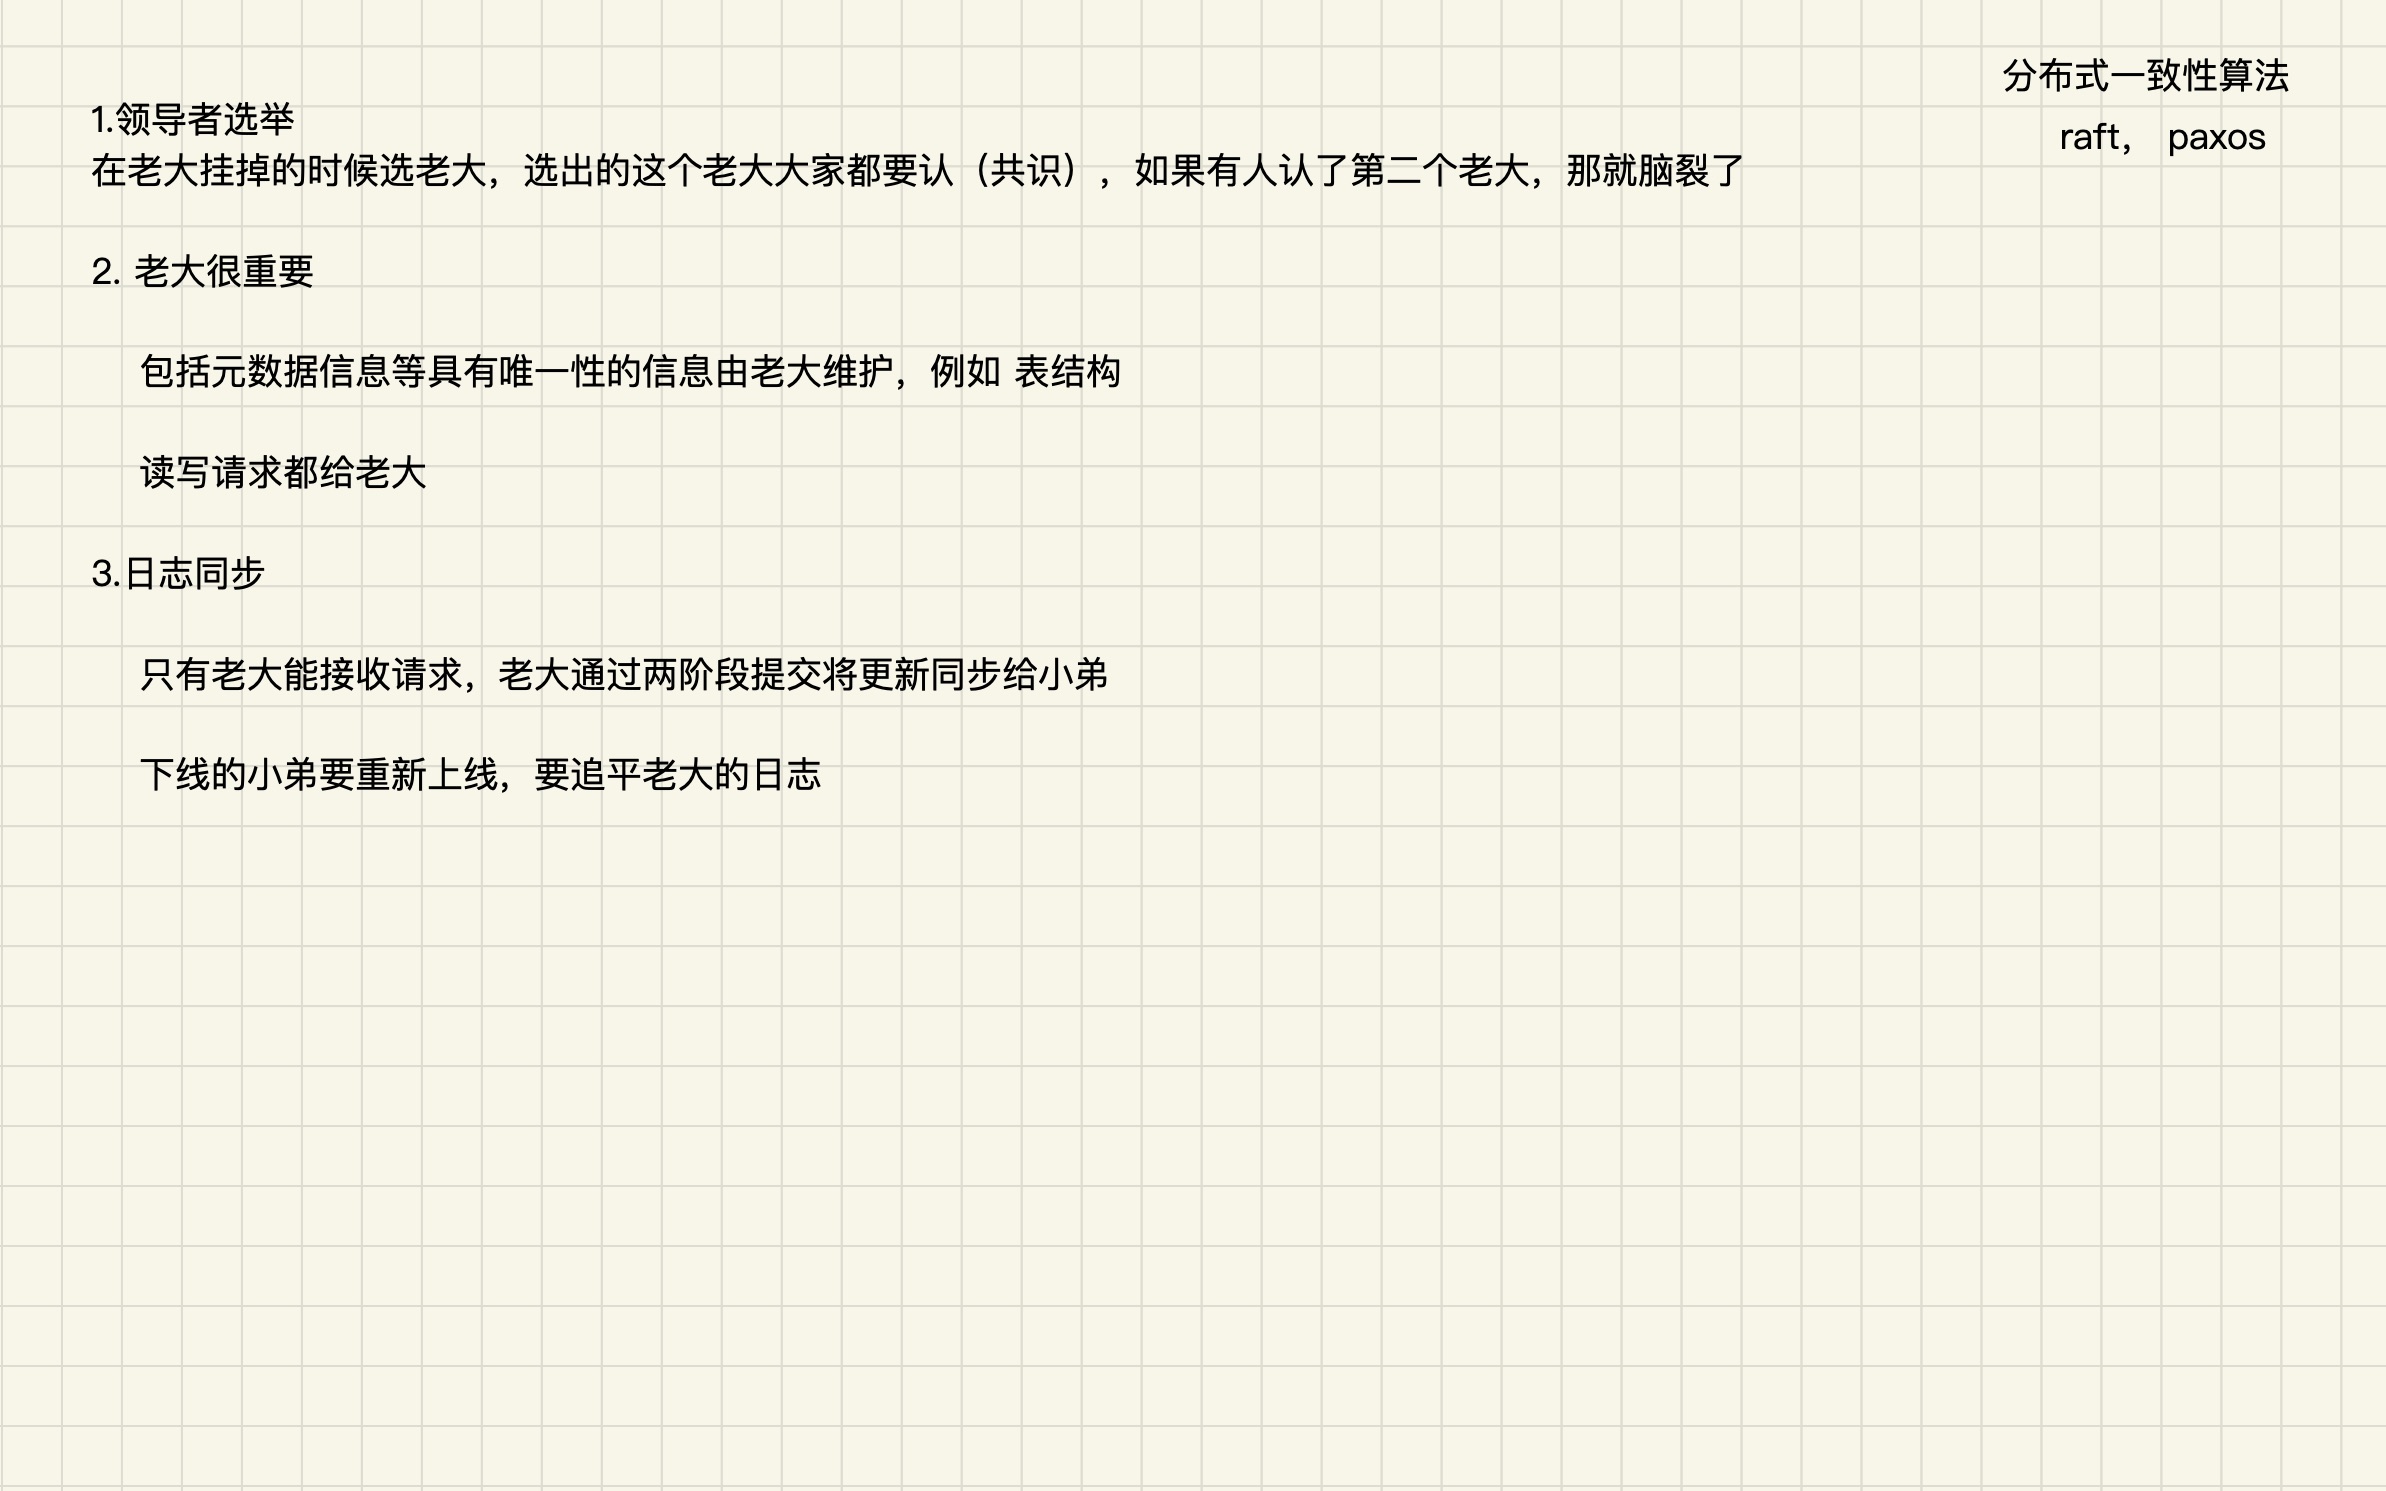 分布式一致性算法
raft， paxos
1.领导者选举
在老大挂掉的时候选老大，选出的这个老大大家都要认（共识），如果有人认了第二个老大，那就脑裂了
2. 老大很重要
包括元数据信息等具有唯一性的信息由老大维护，例如 表结构
读写请求都给老大
3.日志同步
只有老大能接收请求，老大通过两阶段提交将更新同步给小弟
下线的小弟要重新上线，要追平老大的日志